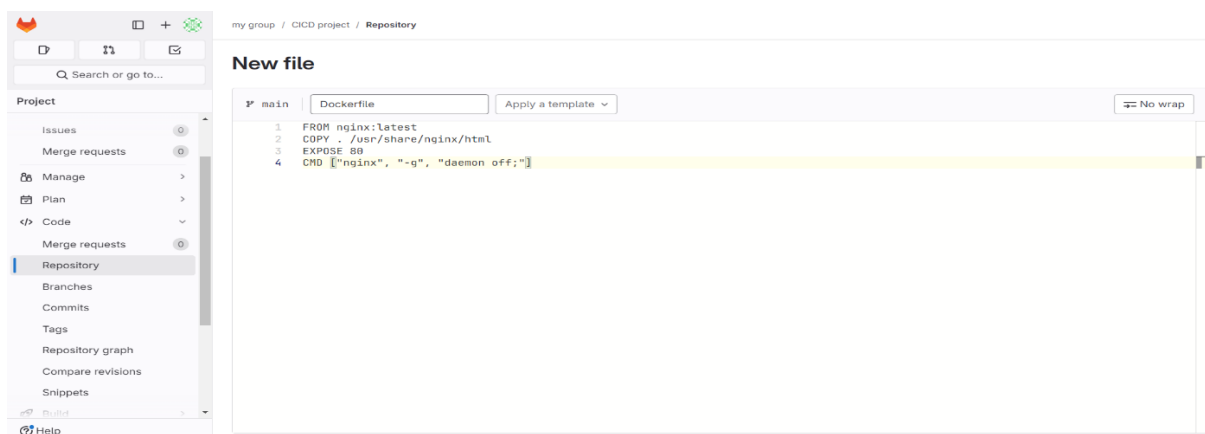 my group / CICD project / Repository
Search or go to...
Project
Issues 0
Merge requests 0
Manage
Plan
Code
Merge requests 0
Repository
Branches
Commits
Tags
Repository graph
Compare revisions
Snippets
Build
Help
New file
main Dockerfile Apply a template No wrap
1 FROM nginx:latest
2 COPY . /usr/share/nginx/html
3 EXPOSE 80
4 CMD ["nginx", "-g", "daemon off;"]